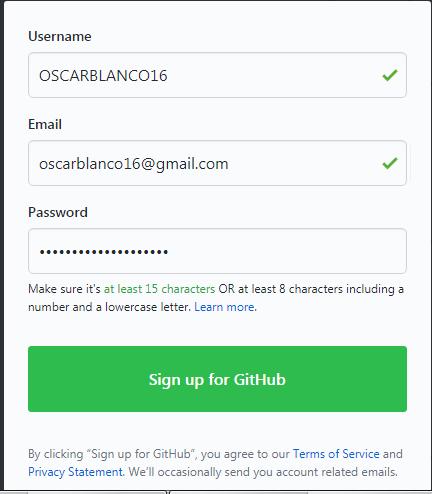 Username
OSCARBLANCO16
Email
oscarblanco16@gmail.com
Password
••••••••••••••••••••
Make sure it's at least 15 characters OR at least 8 characters including a
number and a lowercase letter. Learn more.
Sign up for GitHub
By clicking “Sign up for GitHub”, you agree to our Terms of Service and
Privacy Statement. We’ll occasionally send you account related emails.